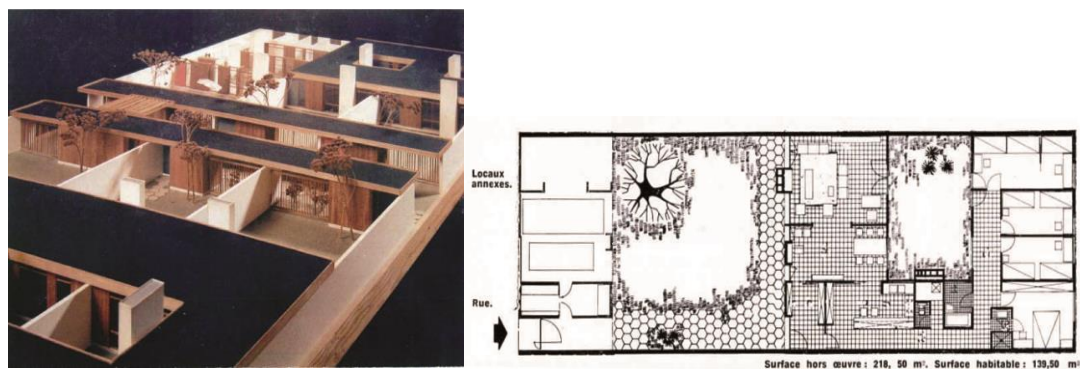 Locaux
annexes.
Rue.
Surface hors œuvre : 218, 50 m². Surface habitable : 139,50 m²